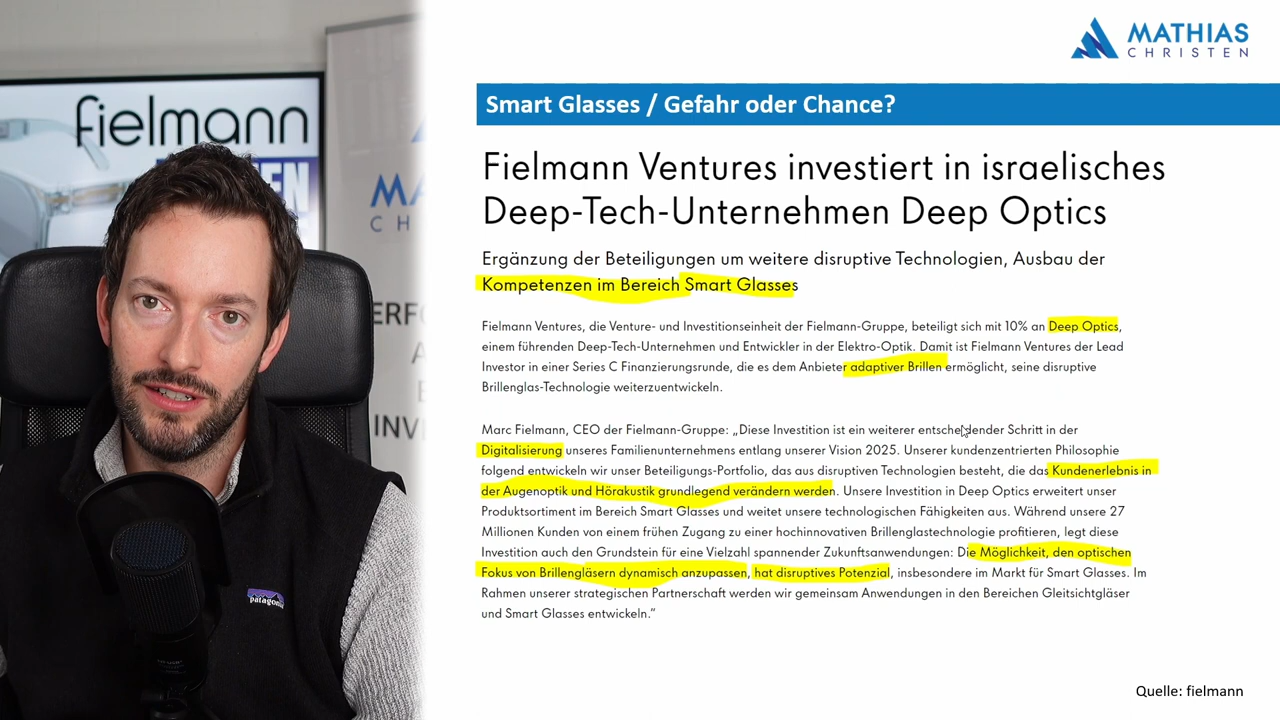 MATHIAS
CHRISTEN
Smart Glasses / Gefahr oder Chance?
Fielmann Ventures investiert in israelisches
Deep-Tech-Unternehmen Deep Optics
Ergänzung der Beteiligungen um weitere disruptive Technologien, Ausbau der
Kompetenzen im Bereich Smart Glasses
Fielmann Ventures, die Venture- und Investitionseinheit der Fielmann-Gruppe, beteiligt sich mit 10% an Deep Optics,
einem führenden Deep-Tech-Unternehmen und Entwickler in der Elektro-Optik. Damit ist Fielmann Ventures der Lead
Investor in einer Series C Finanzierungsrunde, die es dem Anbieter adaptiver Brillen ermöglicht, seine disruptive
Brillenglas-Technologie weiterzuentwickeln.
Marc Fielmann, CEO der Fielmann-Gruppe: „Diese Investition ist ein weiterer entscheidender Schritt in der
Digitalisierung unseres Familienunternehmens entlang unserer Vision 2025. Unserer kundenzentrierten Philosophie
folgend entwickeln wir unser Beteiligungs-Portfolio, das aus disruptiven Technologien besteht, die das Kundenerlebnis in
der Augenoptik und Hörakustik grundlegend verändern werden. Unsere Investition in Deep Optics erweitert unser
Produktsortiment im Bereich Smart Glasses und weitet unsere technologischen Fähigkeiten aus. Während unsere 27
Millionen Kunden von einem frühen Zugang zu einer hochinnovativen Brillenglastechnologie profitieren, legt diese
Investition auch den Grundstein für eine Vielzahl spannender Zukunftsanwendungen: Die Möglichkeit, den optischen
Fokus von Brillengläsern dynamisch anzupassen, hat disruptives Potenzial, insbesondere im Markt für Smart Glasses. Im
Rahmen unserer strategischen Partnerschaft werden wir gemeinsam Anwendungen in den Bereichen Gleitsichtgläser
und Smart Glasses entwickeln.“
Quelle: fielmann
fielmann
patagonia